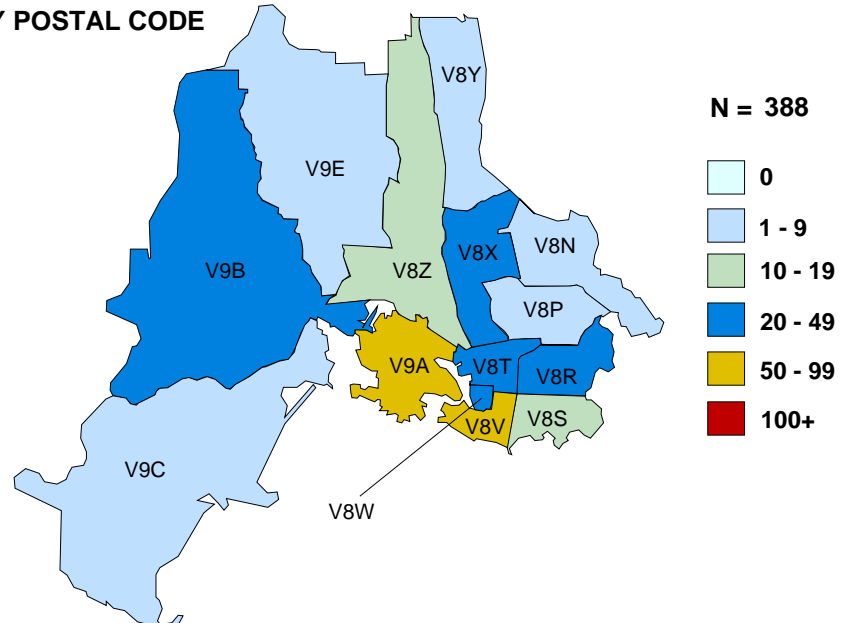 Y POSTAL CODE
V8Y
N = 388
V9E
0
1 - 9
V8N
V8X
V9B
V8Z
10 - 19
V8P
20 - 49
V9A
V8T
V8R
50 - 99
V8V
V8S
100+
V9C
V8W